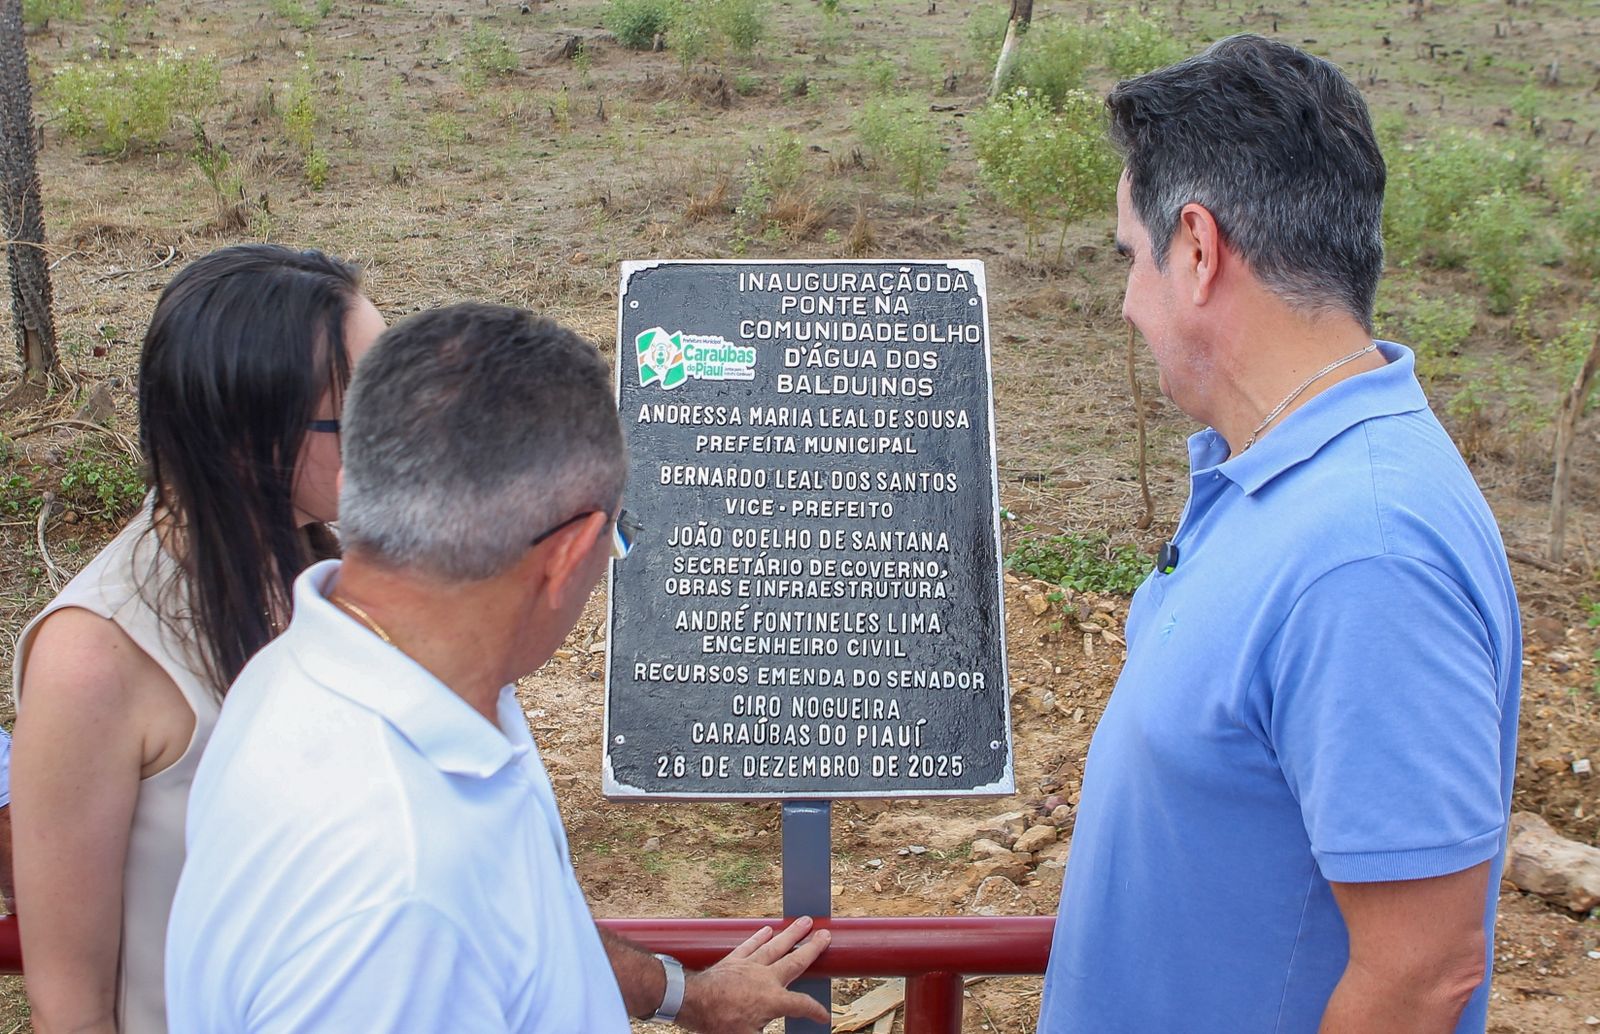 INAUGURAÇÃO DA
PONTE NA
COMUNIDADE OLHO
D'ÁGUA DOS
BALDUINOS
Prefeitura Municipal
Caraúbas
do Piauí
ANDRESSA MARIA LEAL DE SOUSA
PREFEITA MUNICIPAL
BERNARDO LEAL DOS SANTOS
VICE - PREFEITO
JOÃO COELHO DE SANTANA
SECRETÁRIO DE GOVERNO,
OBRAS E INFRAESTRUTURA
ANDRÉ FONTINELES LIMA
ENGENHEIRO CIVIL
RECURSOS EMENDA DO SENADOR
CIRO NOGUEIRA
CARAÚBAS DO PIAUÍ
26 DE DEZEMBRO DE 2025